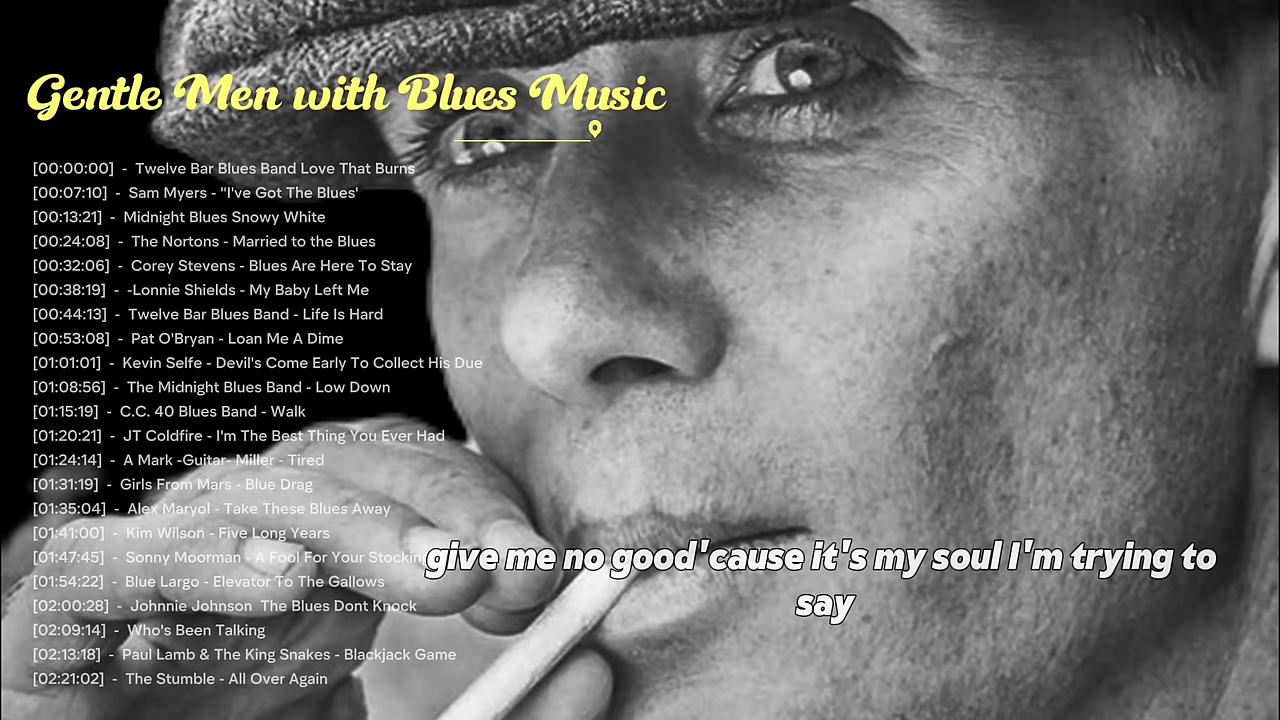 Gentle Men with Blues Music
[00:00:00] - Twelve Bar Blues Band Love That Burns
[00:07:10] - Sam Myers - "I've Got The Blues'
[00:13:21] - Midnight Blues Snowy White
[00:24:08] - The Nortons - Married to the Blues
[00:32:06] - Corey Stevens - Blues Are Here To Stay
[00:38:19] - -Lonnie Shields - My Baby Left Me
[00:44:13] - Twelve Bar Blues Band - Life Is Hard
[00:53:08] - Pat O'Bryan - Loan Me A Dime
[01:01:01] - Kevin Selfe - Devil's Come Early To Collect His Due
[01:08:56] - The Midnight Blues Band - Low Down
[01:15:19] - C.C. 40 Blues Band - Walk
[01:20:21] - JT Coldfire - I'm The Best Thing You Ever Had
[01:24:14] - A Mark -Guitar- Miller - Tired
[01:31:19] - Girls From Mars - Blue Drag
[01:35:04] - Alex Maryol - Take These Blues Away
[01:41:00] - Kim Wilson - Five Long Years
[01:47:45] - Sonny Moorman - A Fool For Your Stockin
[01:54:22] - Blue Largo - Elevator To The Gallows
[02:00:28] - Johnnie Johnson The Blues Dont Knock
[02:09:14] - Who's Been Talking
[02:13:18] - Paul Lamb & The King Snakes - Blackjack Game
[02:21:02] - The Stumble - All Over Again
give me no good'cause it's my soul I'm trying to
say